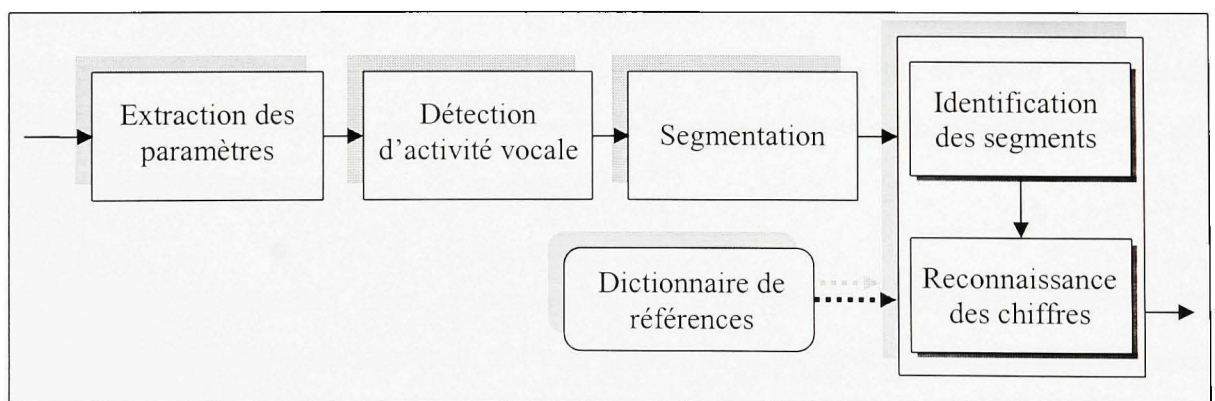 Extraction des
paramètres
Détection
d'activité vocale
Segmentation
Identification
des segments
Dictionnaire de
références
Reconnaissance
des chiffres